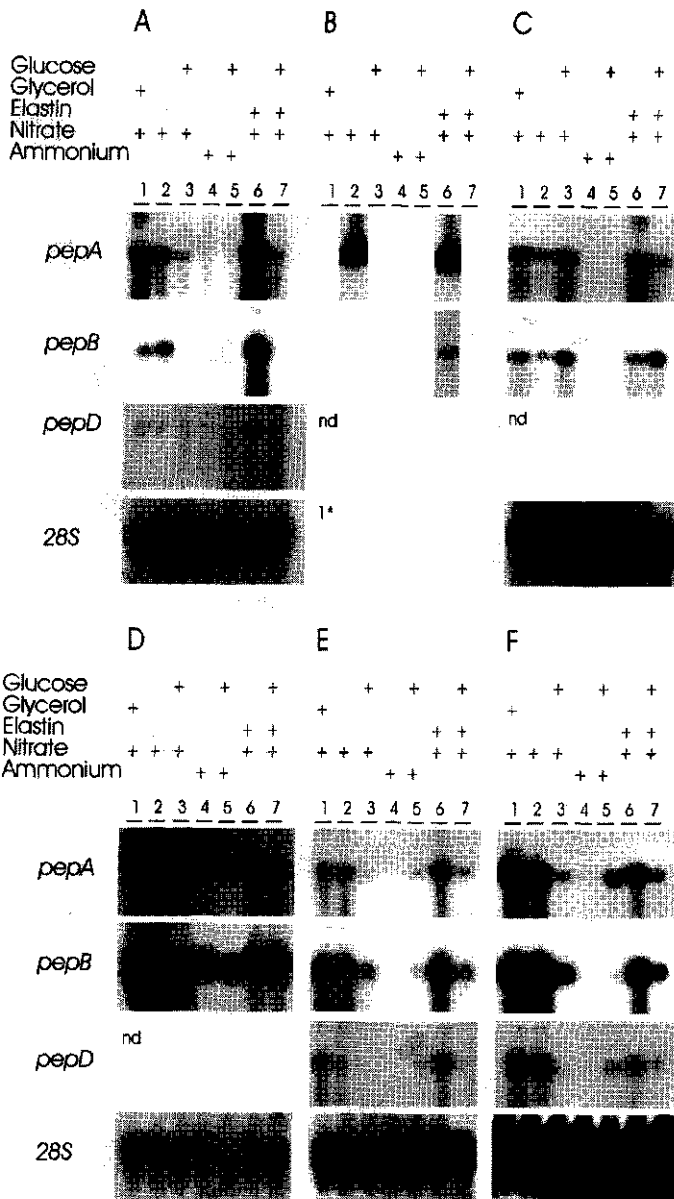 A B C
Glucose + + + + + + + + +
Glycerol + + +
Elastin + + + + + +
Nitrate + + + + + + + + + + + + + + +
Ammonium + + + + + +
1 2 3 4 5 6 7 1 2 3 4 5 6 7 1 2 3 4 5 6 7
pepA
pepB
pepD nd nd
28S 1*
D E F
Glucose + + + + + + + + +
Glycerol + + +
Elastin + + + + + +
Nitrate + + + + + + + + + + + + + + +
Ammonium + + + + + +
1 2 3 4 5 6 7 1 2 3 4 5 6 7 1 2 3 4 5 6 7
pepA
pepB
nd
pepD
28S